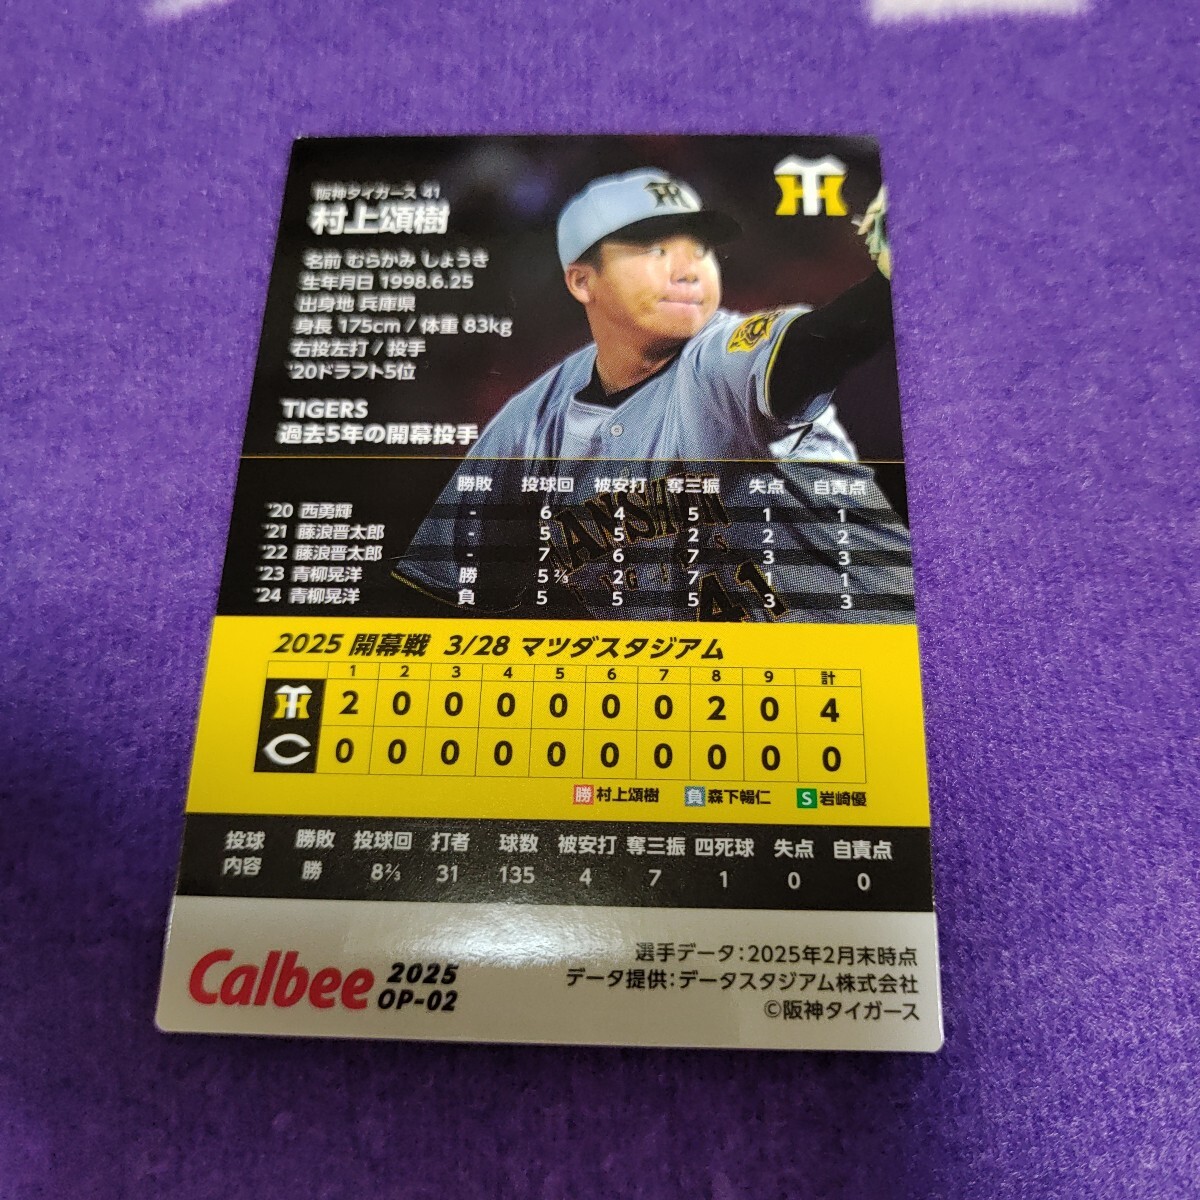 阪神タイガース 41
村上頌樹
名前 むらかみ しょうき
生年月日 1998.6.25
出身地 兵庫県
身長 175cm / 体重 83kg
右投左打 / 投手
'20ドラフト5位
TIGERS
過去5年の開幕投手
勝敗 投球回 被安打 奪三振 失点 自責点
'20 西勇輝 - 6 4 5 1 1
'21 藤浪晋太郎 - 5 5 2 2 2
'22 藤浪晋太郎 - 7 6 7 3 3
'23 青柳晃洋 勝 5 2/3 2 7 1 1
'24 青柳晃洋 負 5 5 5 3 3
2025 開幕戦 3/28 マツダスタジアム
1 2 3 4 5 6 7 8 9 計
2 0 0 0 0 0 0 2 0 4
C 0 0 0 0 0 0 0 0 0 0
勝 村上頌樹 負 森下暢仁 S 岩崎優
投球内容 勝敗 投球回 打者 球数 被安打 奪三振 四死球 失点 自責点
勝 8 2/3 31 135 4 7 1 0 0
Calbee 2025
OP-02
選手データ:2025年2月末時点
データ提供:データスタジアム株式会社
©阪神タイガース